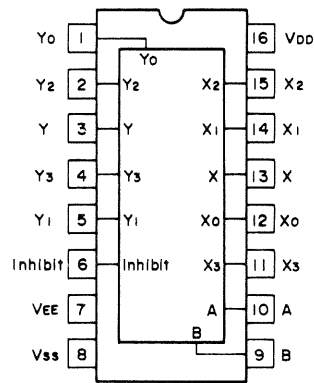 Y0 1 16 VDD
Y0
Y2 2 Y2 X2 15 X2
Y 3 Y X1 14 X1
Y3 4 Y3 X 13 X
Y1 5 Y1 X0 12 X0
Inhibit 6 Inhibit X3 11 X3
VEE 7 A 10 A
B
VSS 8 9 B